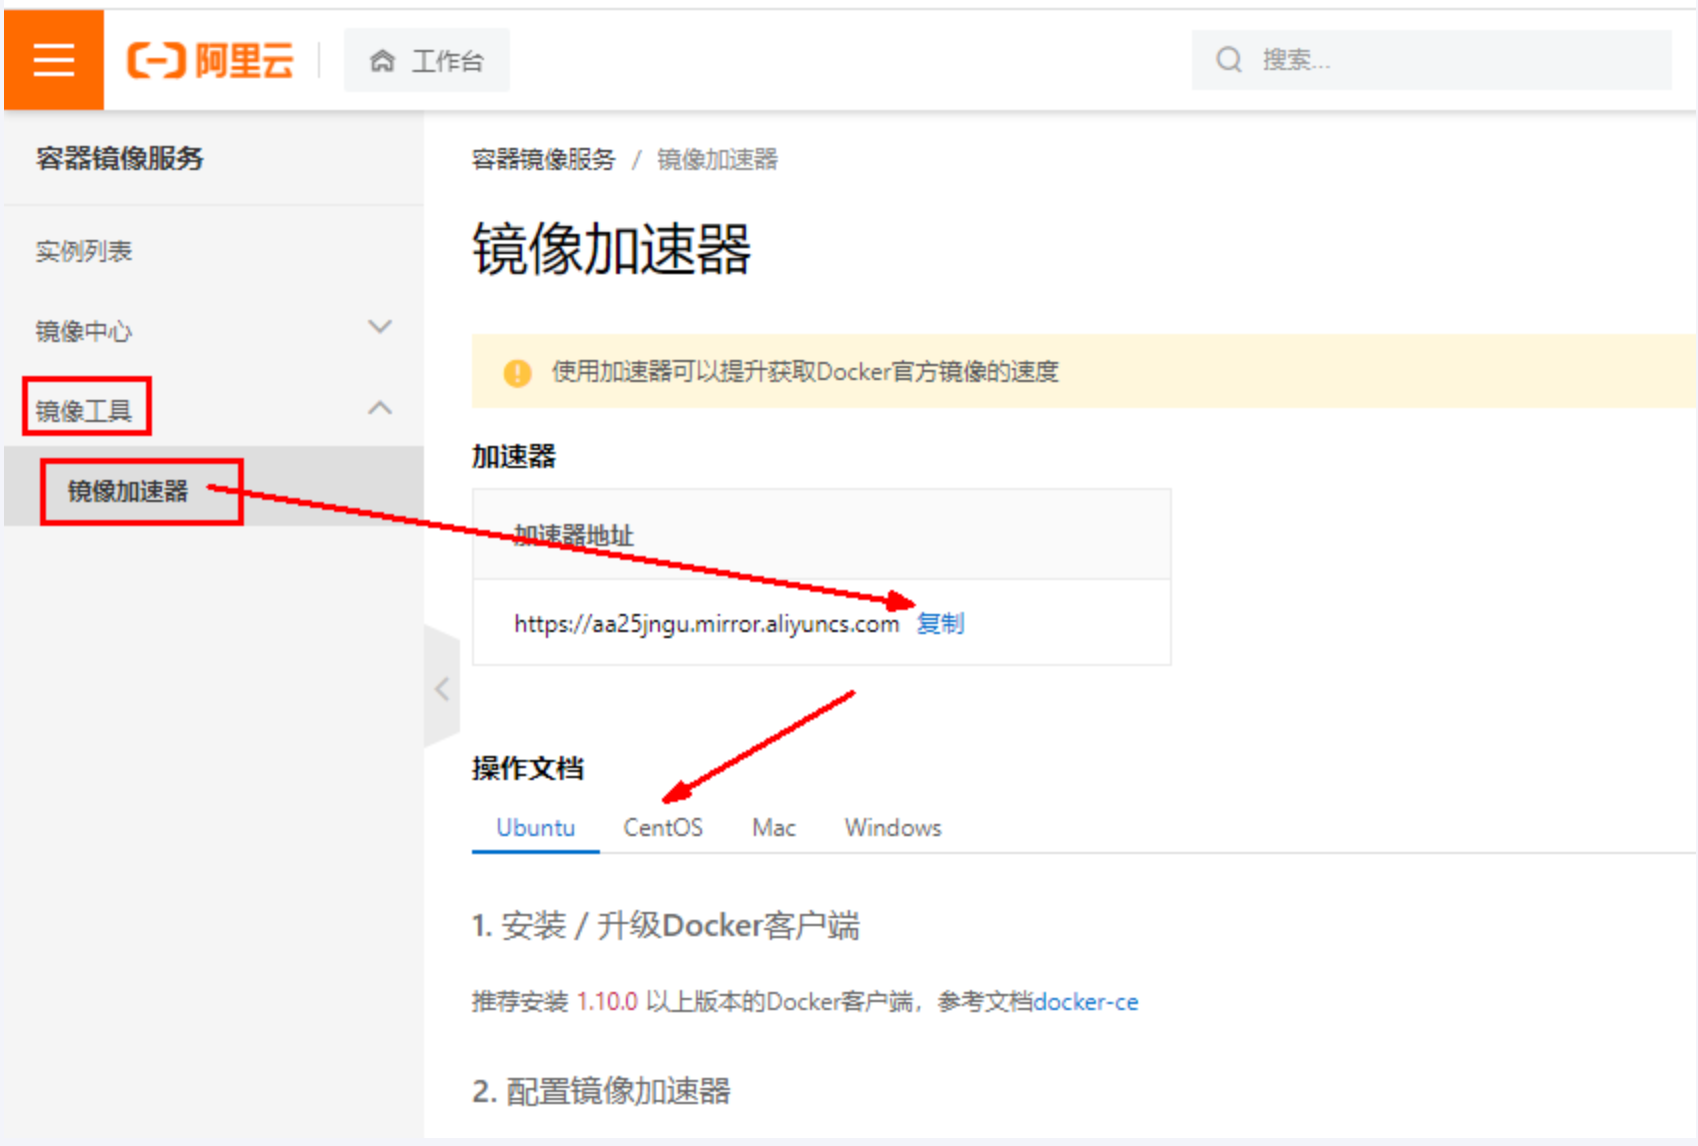 阿里云
工作台
搜索...
容器镜像服务
实例列表
镜像中心
镜像工具
镜像加速器
容器镜像服务 / 镜像加速器
镜像加速器
使用加速器可以提升获取Docker官方镜像的速度
加速器
加速器地址
https://aa25jngu.mirror.aliyuncs.com 复制
操作文档
Ubuntu CentOS Mac Windows
1. 安装 / 升级Docker客户端
推荐安装 1.10.0 以上版本的Docker客户端，参考文档docker-ce
2. 配置镜像加速器